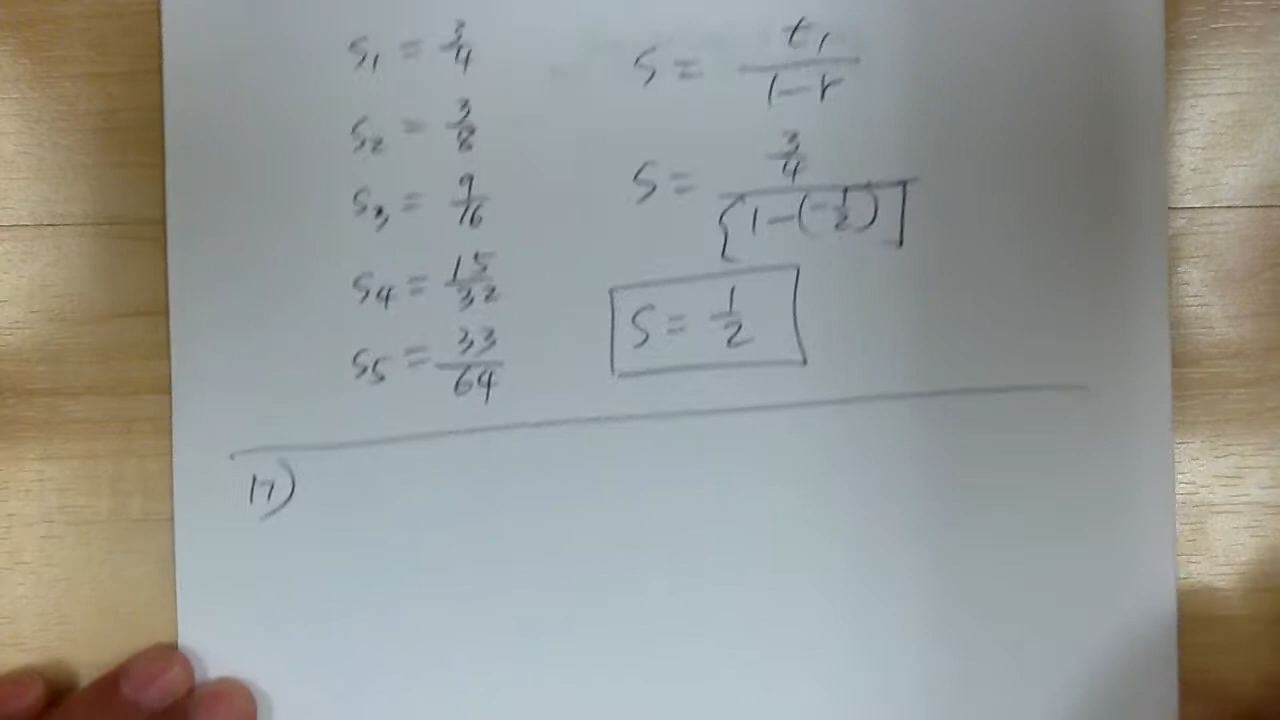 S1 = 3/4
S2 = 3/8
S3 = 9/16
S4 = 15/32
S5 = 33/64
S = t1/(1-r)
S = (3/4)/[1-(-1/2)]
S = 1/2
17)